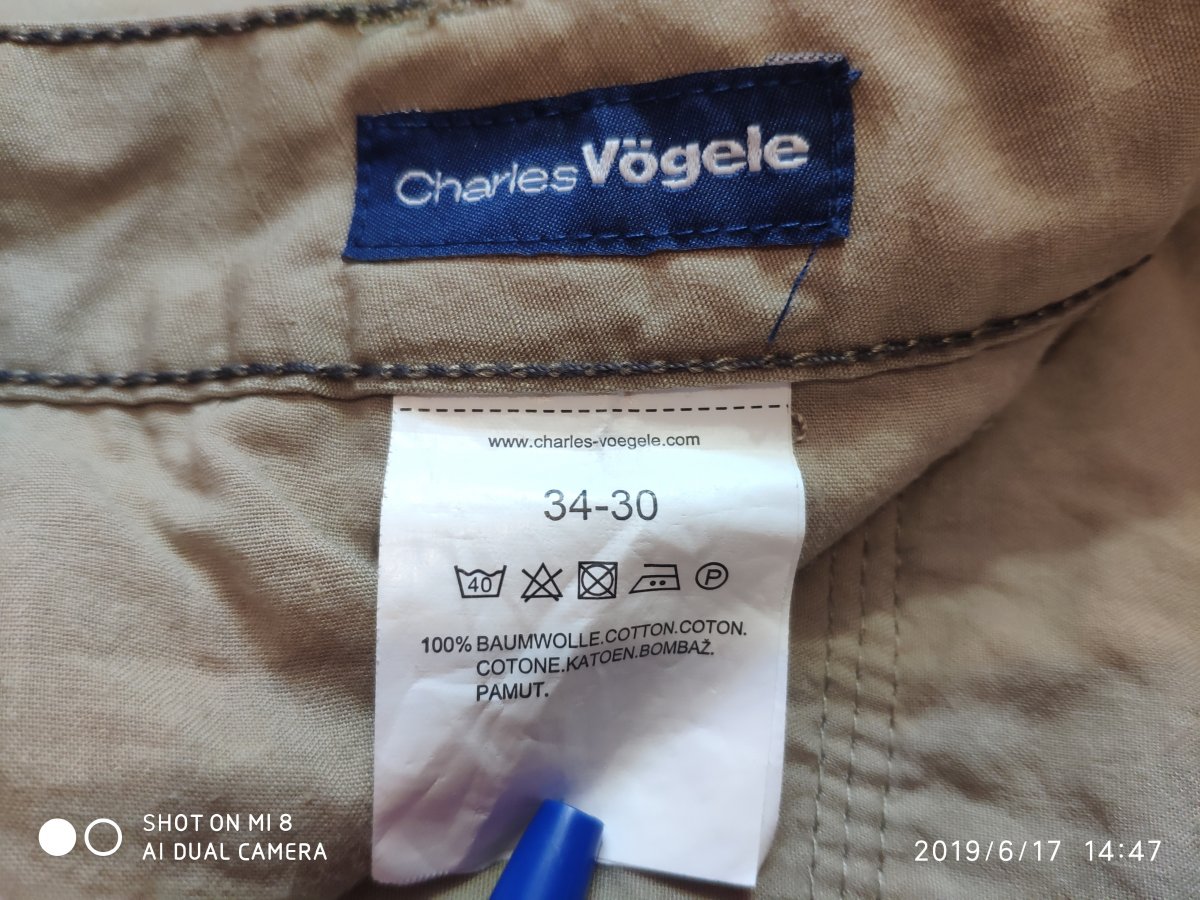 Charles Vögele
www.charles-voegele.com
34-30
40 P
100% BAUMWOLLE.COTTON.COTON.
COTONE.KATOEN.BOMBAŽ.
PAMUT.
SHOT ON MI 8
AI DUAL CAMERA
2019/6/17 14:47